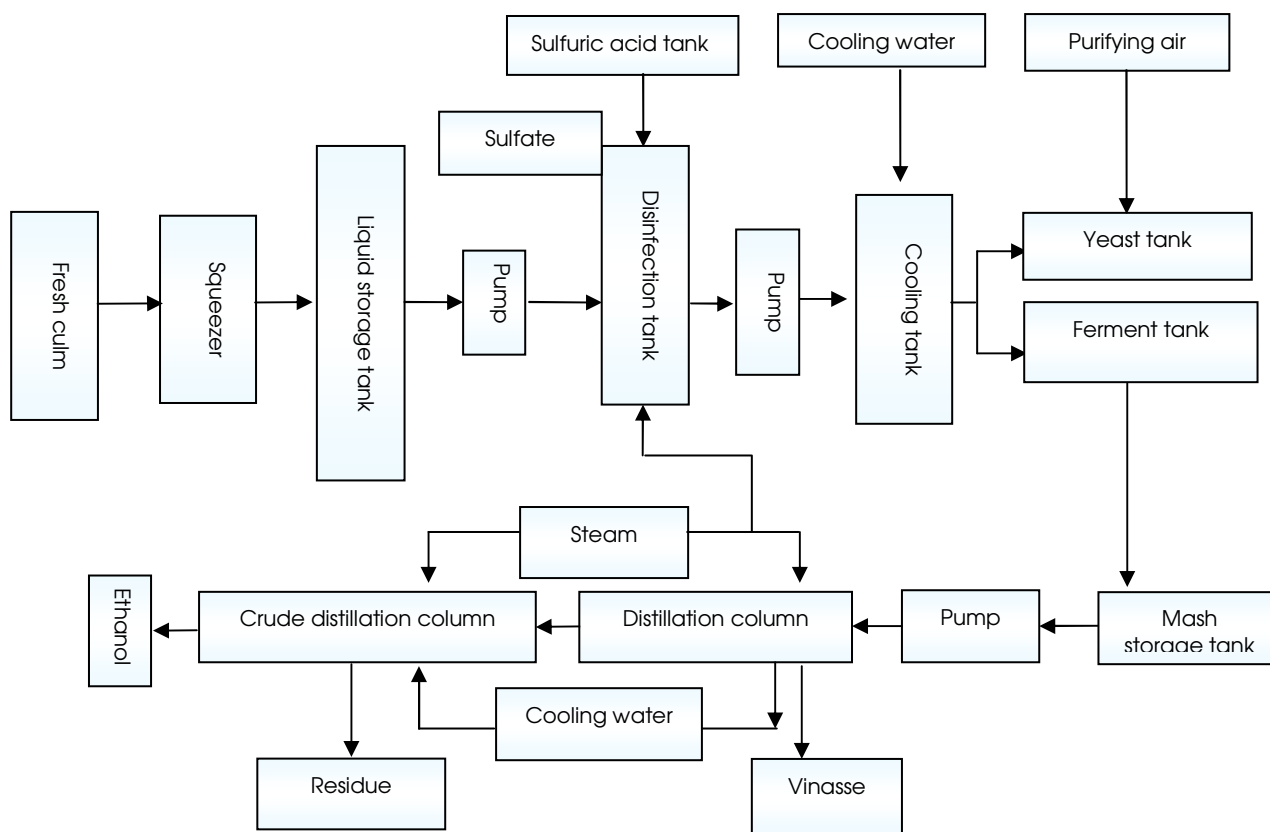 Sulfuric acid tank
Cooling water
Purifying air
Sulfate
Fresh culm
Squeezer
Liquid storage tank
Pump
Disinfection tank
Pump
Cooling tank
Yeast tank
Ferment tank
Steam
Ethanol
Crude distillation column
Distillation column
Pump
Mash
storage tank
Cooling water
Residue
Vinasse